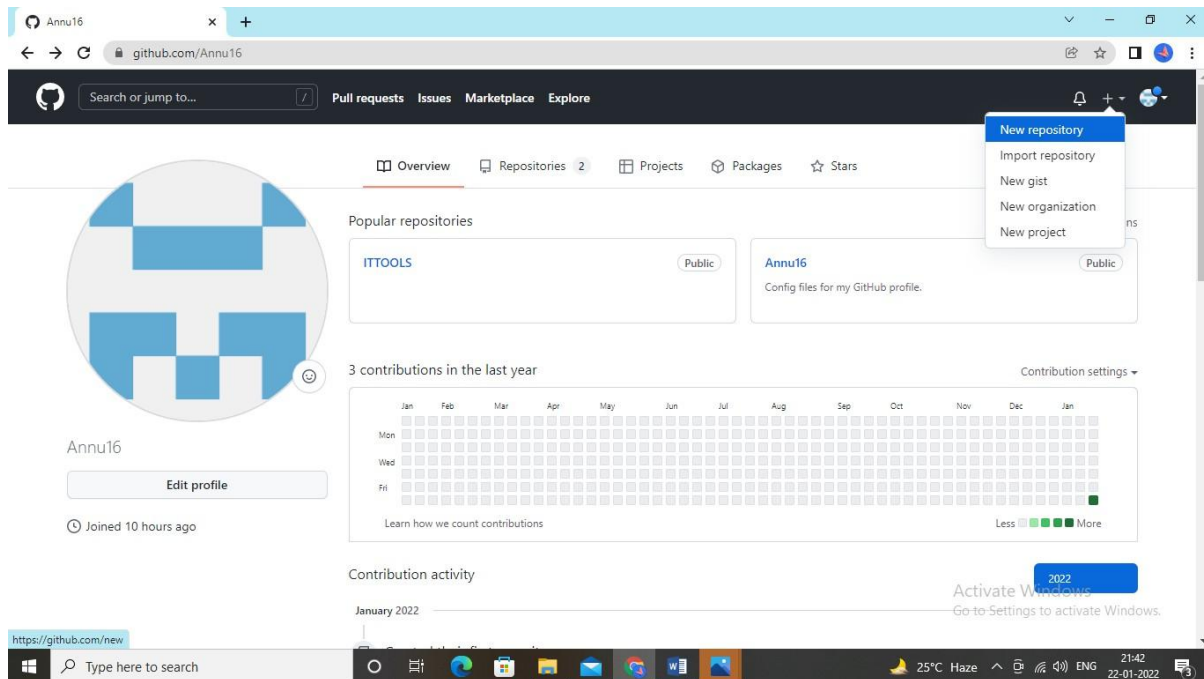 Annu16
github.com/Annu16
Search or jump to... /
Pull requests Issues Marketplace Explore
New repository
Import repository
New gist
New organization
New project
Overview Repositories 2 Projects Packages Stars
Popular repositories
ns
ITTOOLS Public
Annu16 Public
Config files for my GitHub profile.
3 contributions in the last year
Contribution settings
Jan Feb Mar Apr May Jun Jul Aug Sep Oct Nov Dec Jan
Mon
Wed
Fri
Learn how we count contributions
Less More
Annu16
Edit profile
Joined 10 hours ago
Contribution activity
2022
January 2022
Activate Windows
Go to Settings to activate Windows.
https://github.com/new
Type here to search
25°C Haze
ENG
21:42
22-01-2022
3